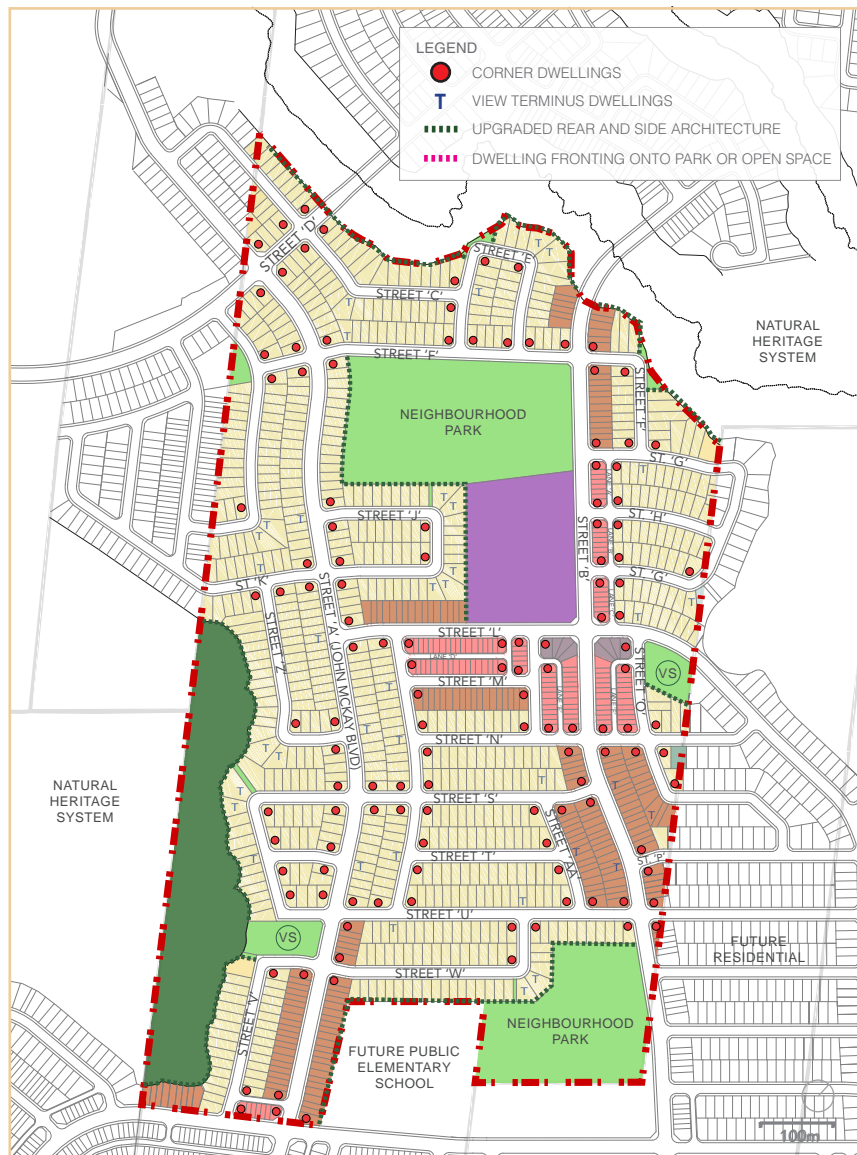 LEGEND
CORNER DWELLINGS
T VIEW TERMINUS DWELLINGS
UPGRADED REAR AND SIDE ARCHITECTURE
DWELLING FRONTING ONTO PARK OR OPEN SPACE
STREET 'D'
STREET 'E'
STREET 'C'
NATURAL
HERITAGE
SYSTEM
STREET 'F'
NEIGHBOURHOOD
PARK
STREET 'F'
ST. 'G'
STREET 'J'
ST. 'H'
STREET 'B'
ST. 'K'
ST. 'G'
STREET 'A' (JOHN MCKAY BLVD)
STREET 'Z'
STREET 'L'
LANE 'D'
STREET 'O'
VS
STREET 'M'
STREET 'N'
NATURAL
HERITAGE
SYSTEM
STREET 'S'
STREET 'AA'
STREET 'T'
ST. 'P'
STREET 'U'
VS
FUTURE
RESIDENTIAL
STREET 'W'
STREET 'V'
NEIGHBOURHOOD
PARK
FUTURE PUBLIC
ELEMENTARY
SCHOOL
100m